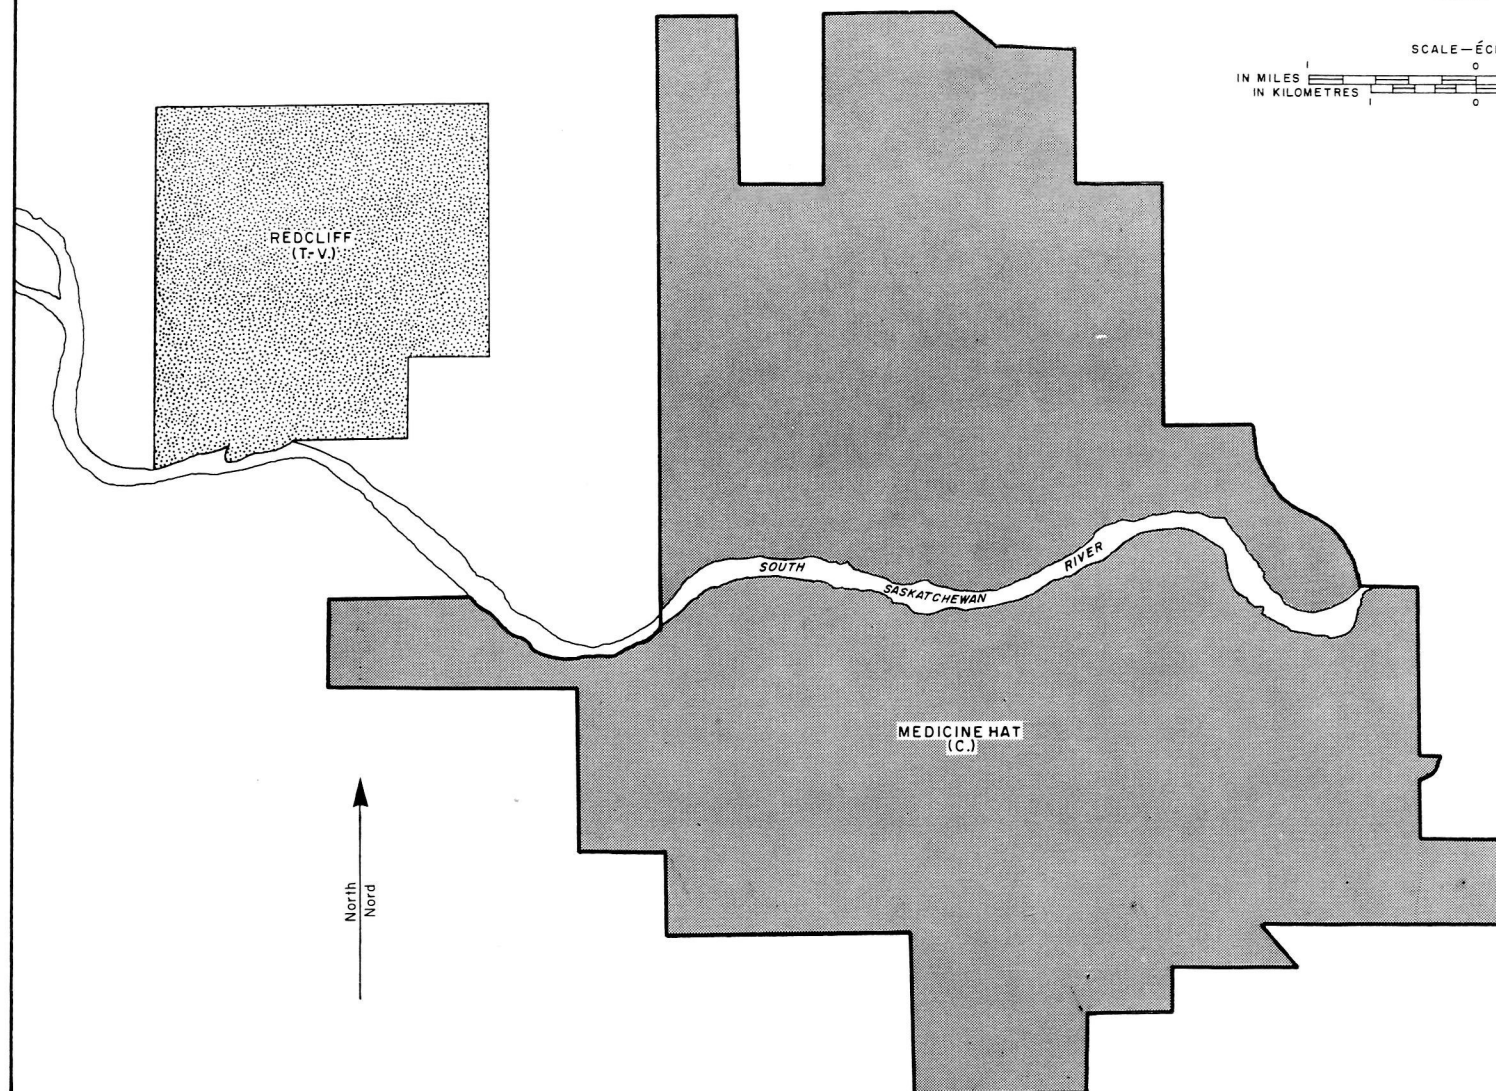 SCALE—ÉC
1 0
IN MILES
IN KILOMETRES
1 0
REDCLIFF
(T.-V.)
SOUTH
SASKATCHEWAN
RIVER
MEDICINE HAT
(C.)
North
Nord